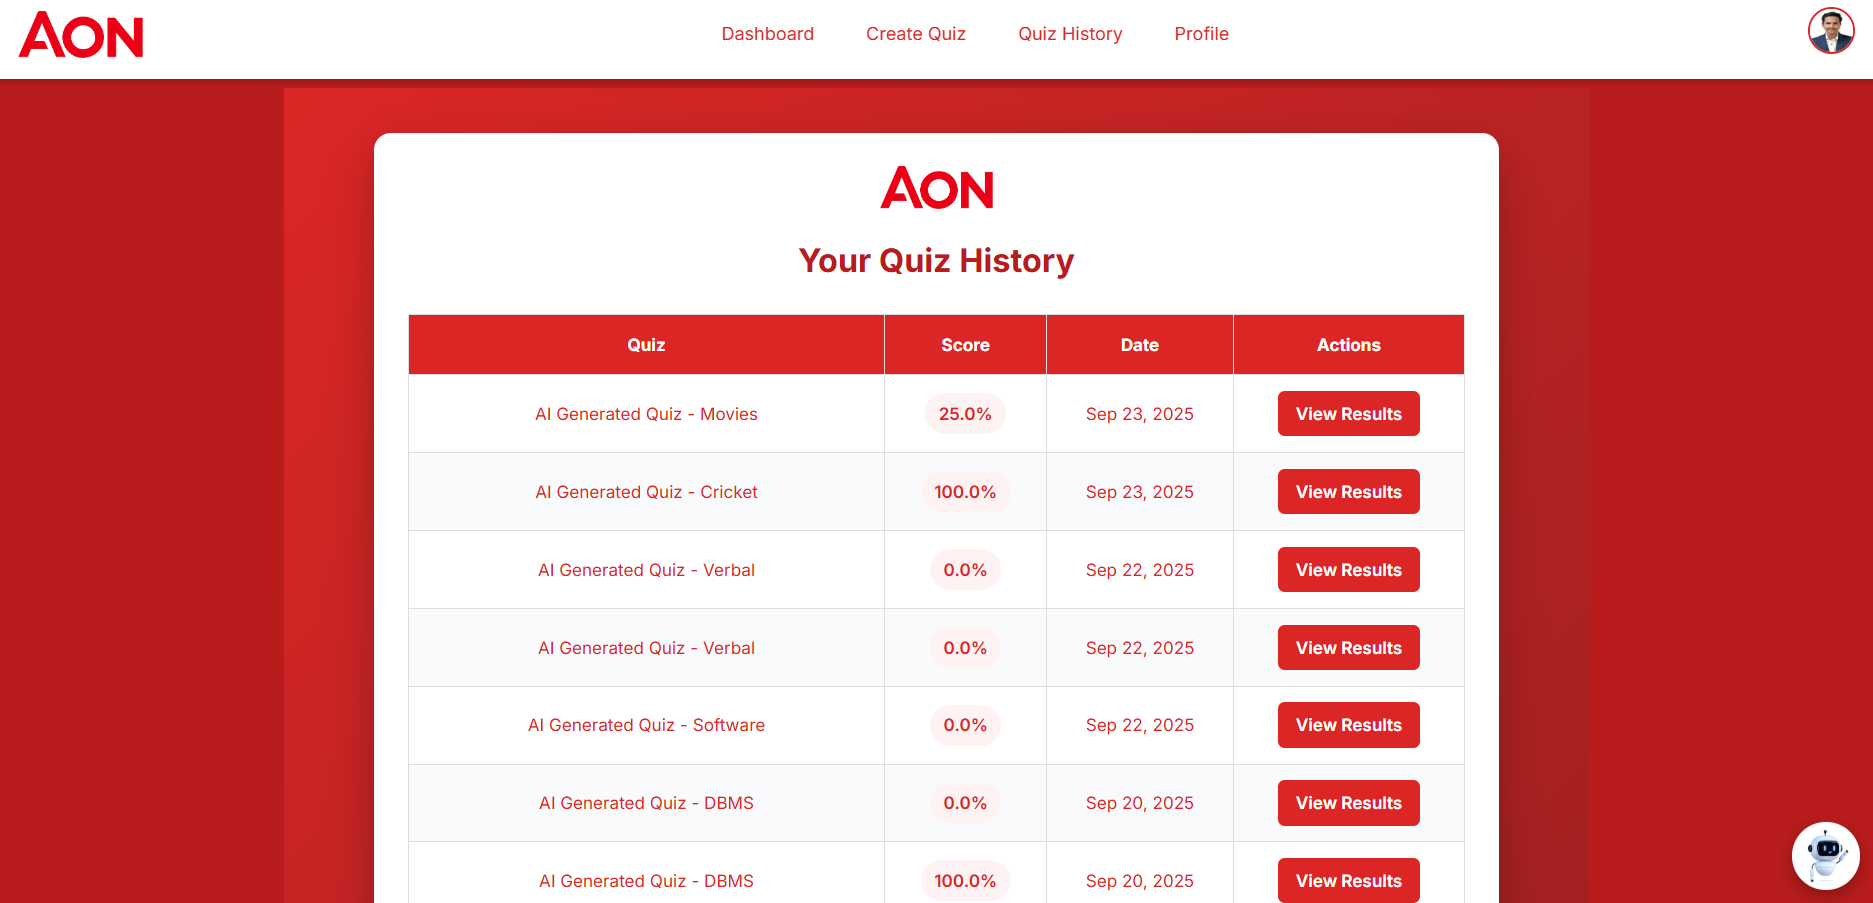 AON
Dashboard Create Quiz Quiz History Profile
AON
Your Quiz History
Quiz Score Date Actions
AI Generated Quiz - Movies 25.0% Sep 23, 2025 View Results
AI Generated Quiz - Cricket 100.0% Sep 23, 2025 View Results
AI Generated Quiz - Verbal 0.0% Sep 22, 2025 View Results
AI Generated Quiz - Verbal 0.0% Sep 22, 2025 View Results
AI Generated Quiz - Software 0.0% Sep 22, 2025 View Results
AI Generated Quiz - DBMS 0.0% Sep 20, 2025 View Results
AI Generated Quiz - DBMS 100.0% Sep 20, 2025 View Results